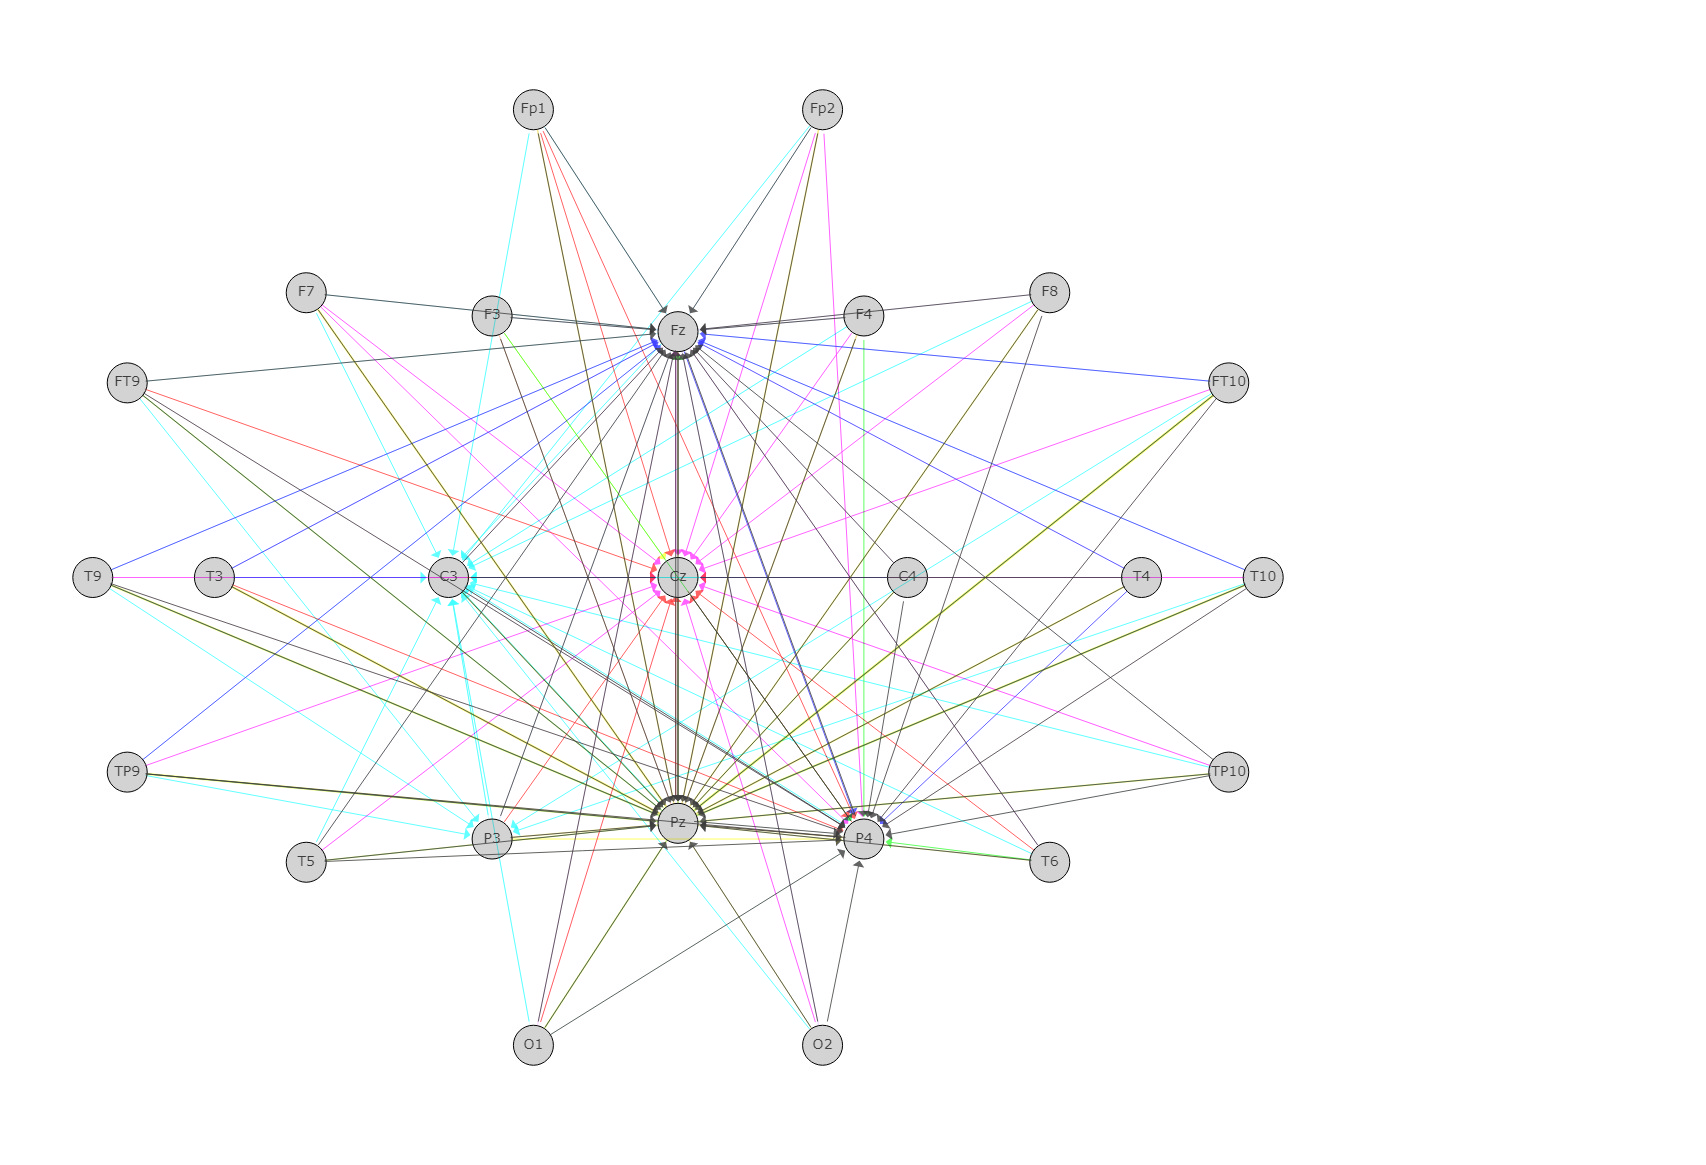 Fp1 Fp2
F7 F3 Fz F4 F8
FT9 FT10
T9 T3 C3 Cz C4 T4 T10
TP9 TP10
T5 P3 Pz P4 T6
O1 O2